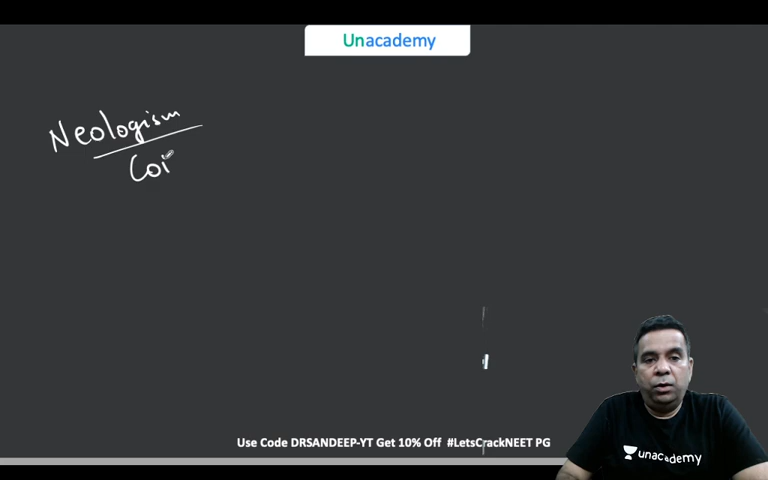 Unacademy
Neologism
Coi
unacademy
Use Code DRSANDEEP-YT Get 10% Off #LetsCrackNEET PG